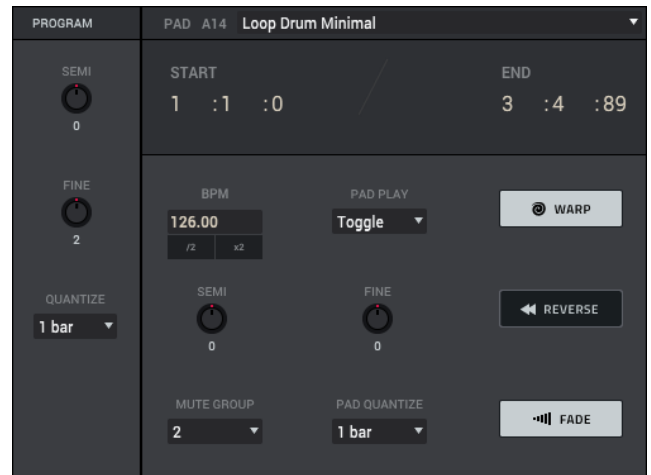 PROGRAM
PAD A14 Loop Drum Minimal
SEMI
0
FINE
2
QUANTIZE
1 bar
START
END
1 :1 :0
3 :4 :89
BPM
PAD PLAY
126.00
Toggle
WARP
/2 x2
SEMI
FINE
REVERSE
0
0
MUTE GROUP
PAD QUANTIZE
2
1 bar
FADE